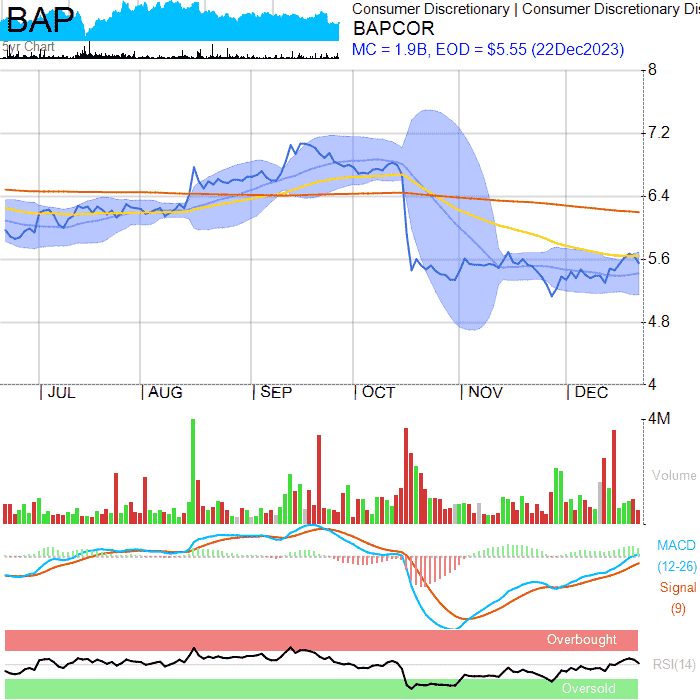 BAP
5yr Chart
Consumer Discretionary | Consumer Discretionary Dis
BAPCOR
MC = 1.9B, EOD = $5.55 (22Dec2023)
8
7.2
6.4
5.6
4.8
4
| JUL | AUG | SEP | OCT | NOV | DEC
4M
Volume
MACD
(12-26)
Signal
(9)
Overbought
RSI(14)
Oversold